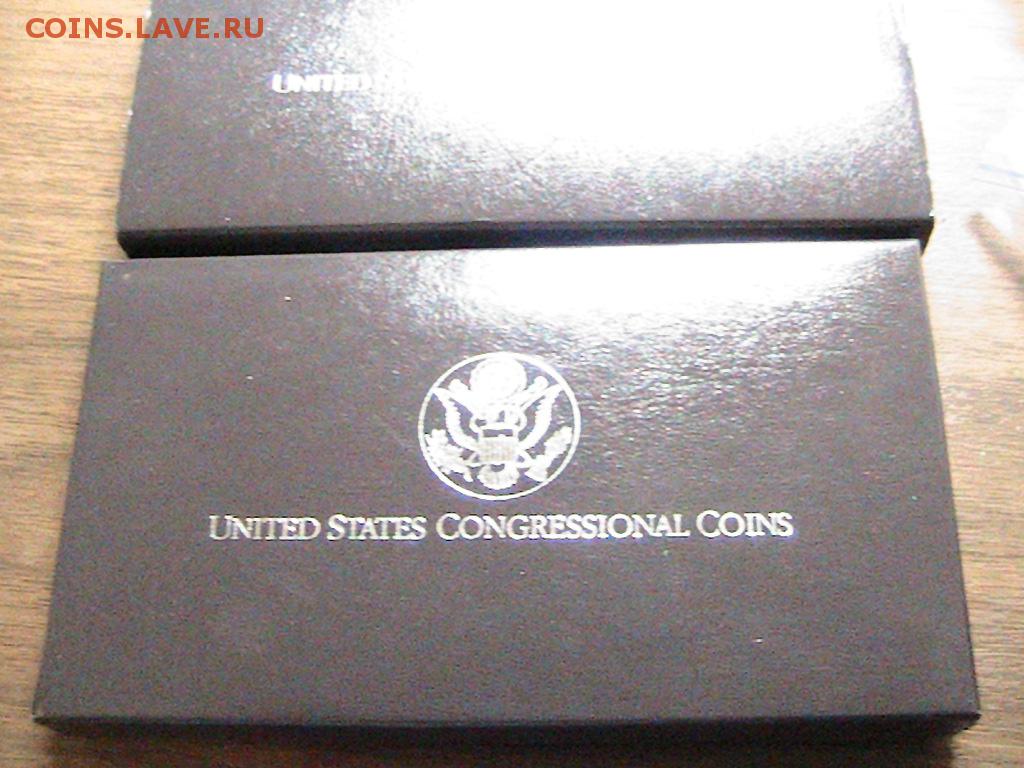 COINS.LAVE.RU
UNITED
UNITED STATES CONGRESSIONAL COINS